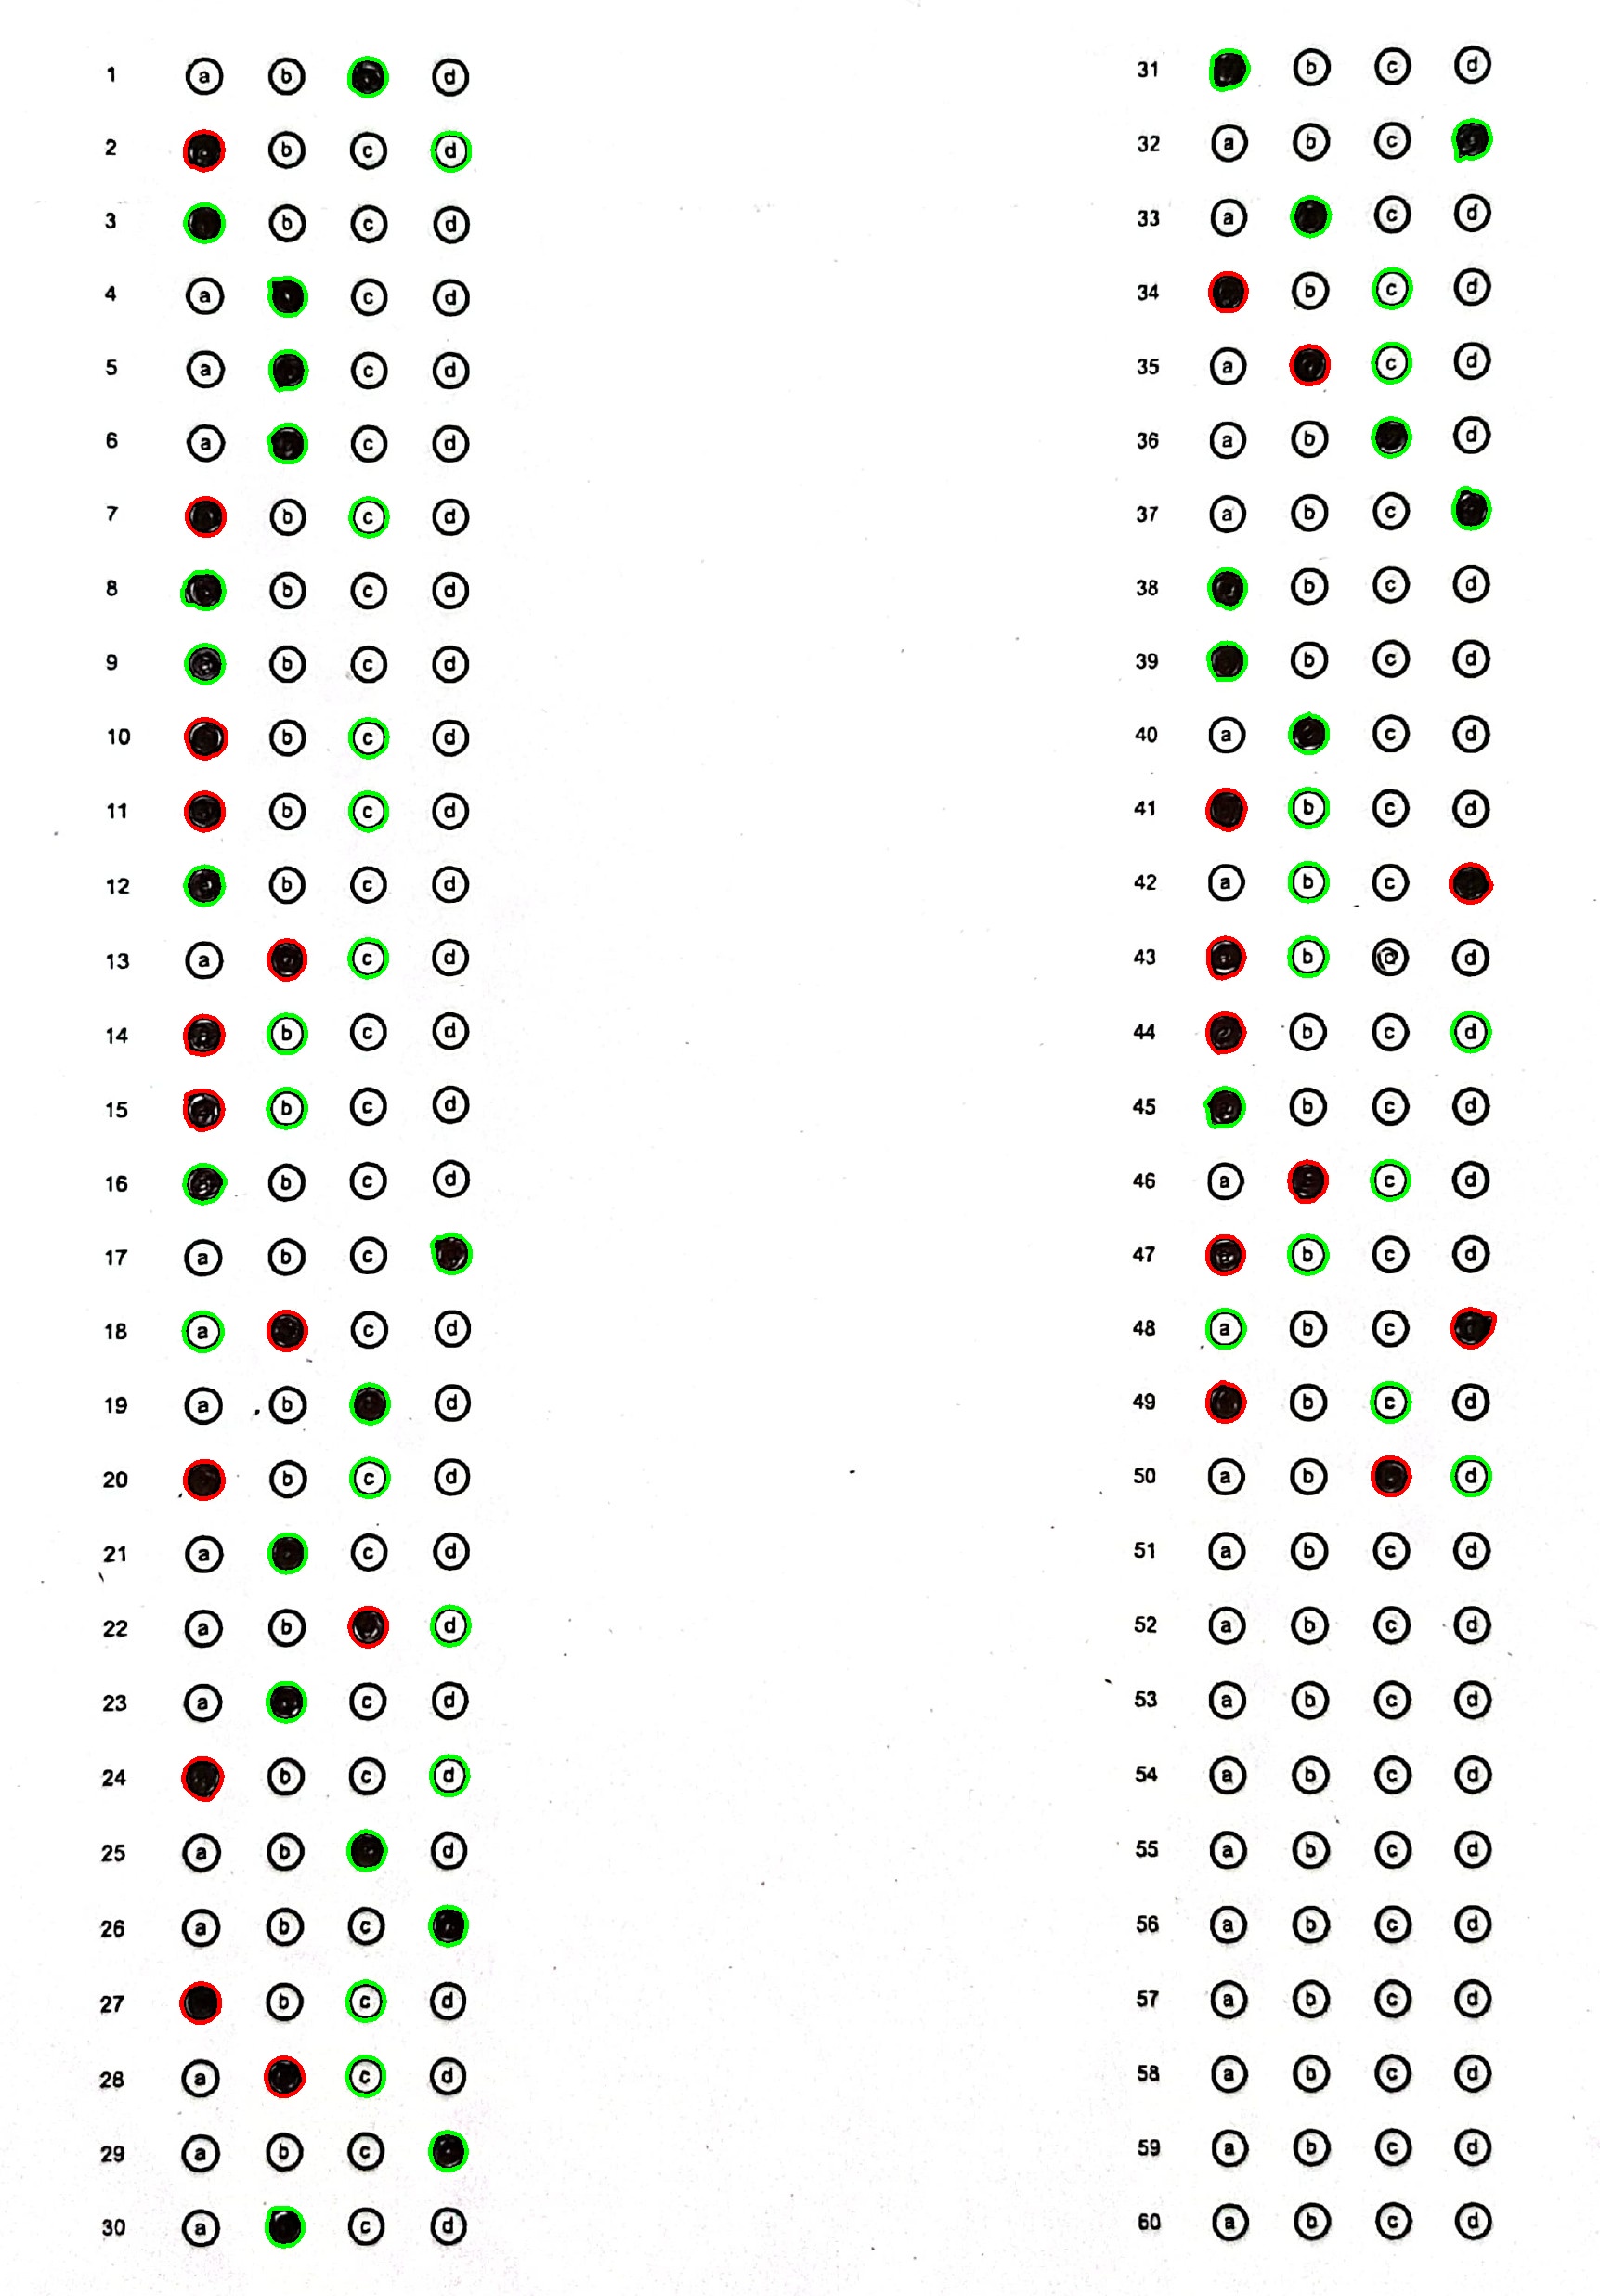 1 a b d
2 b c d
3 b c d
4 a c d
5 a c d
6 a c d
7 b c d
8 b c d
9 b c d
10 b c d
11 b c d
12 b c d
13 a c d
14 b c d
15 b c d
16 b c d
17 a b c
18 a c d
19 a b d
20 b c d
21 a c d
22 a b d
23 a c d
24 b c d
25 a b d
26 a b c
27 b c d
28 a c d
29 a b c
30 a c d
31 b c d
32 a b c
33 a c d
34 b c d
35 a c d
36 a b d
37 a b c
38 b c d
39 b c d
40 a c d
41 b c d
42 a b c
43 b d
44 b c d
45 b c d
46 a c d
47 b c d
48 a b c
49 b c d
50 a b d
51 a b c d
52 a b c d
53 a b c d
54 a b c d
55 a b c d
56 a b c d
57 a b c d
58 a b c d
59 a b c d
60 a b c d